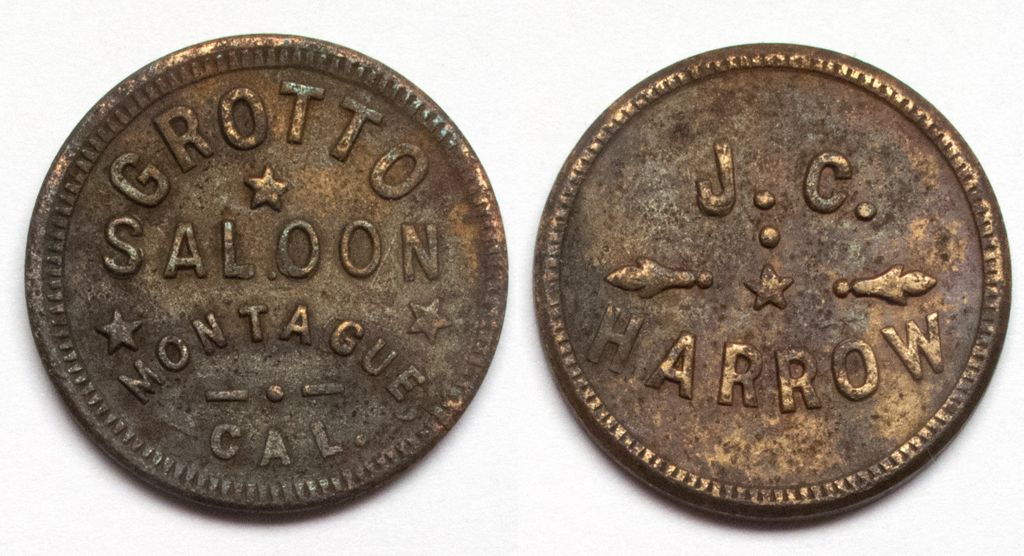 GROTTO
SALOON
MONTAGUE,
CAL.
J. C.
HARROW